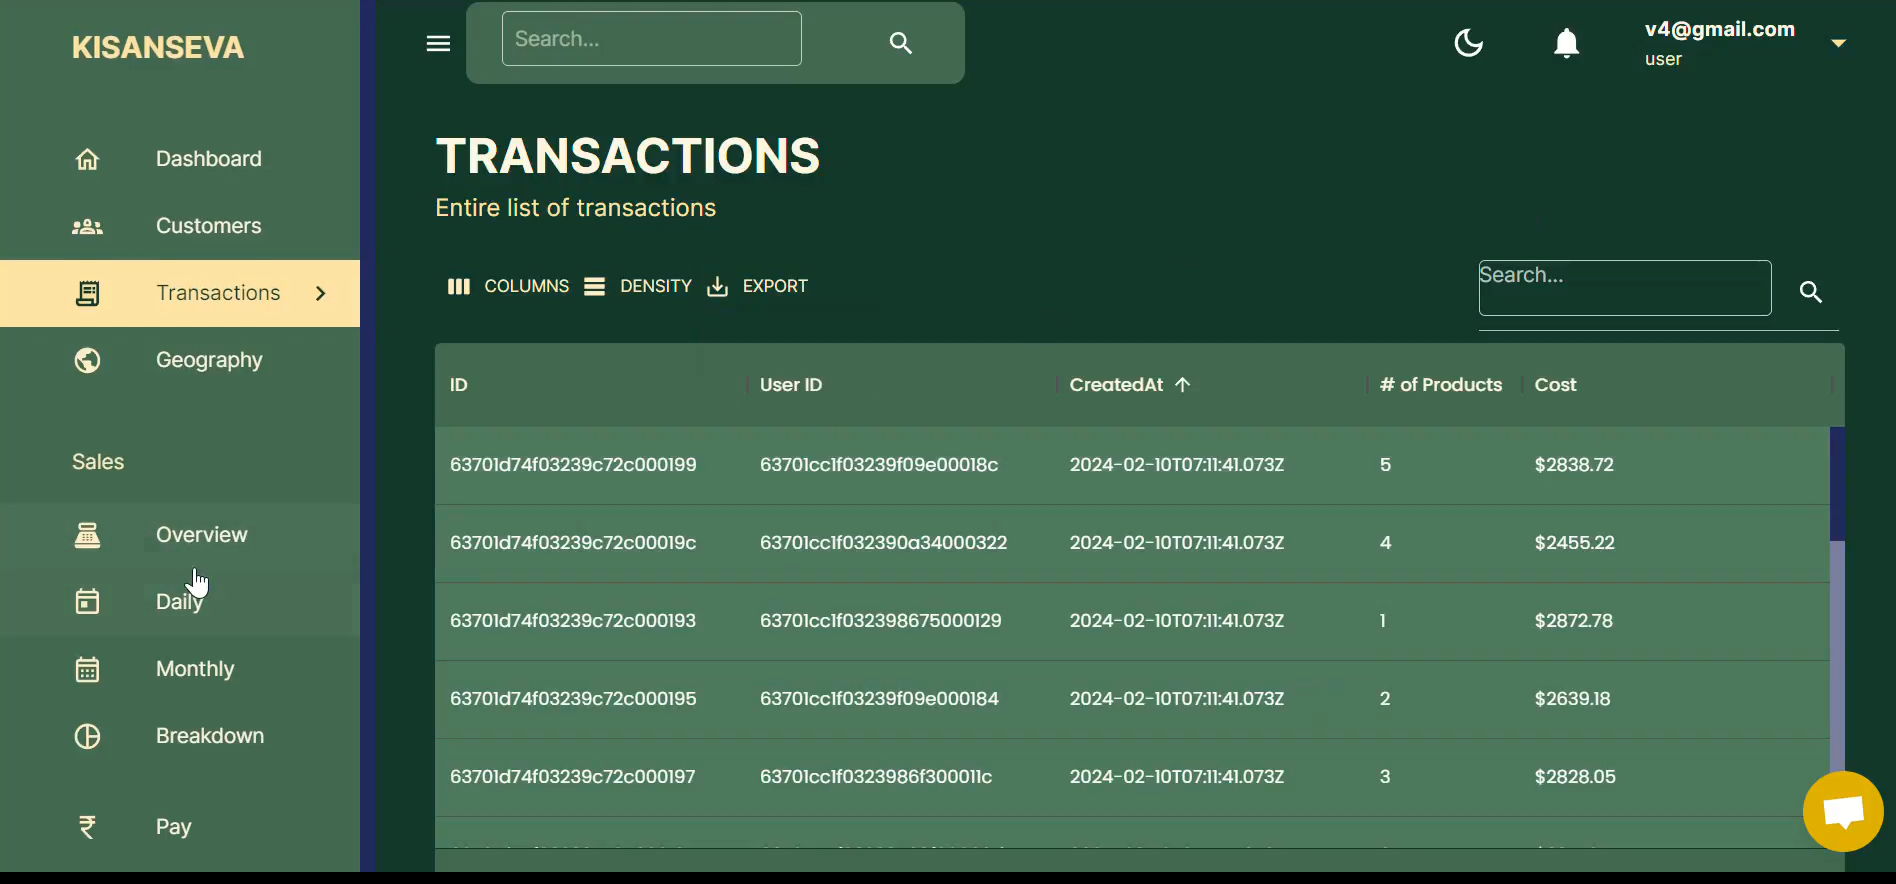 KISANSEVA
Dashboard
Customers
Transactions
Geography
Sales
Overview
Daily
Monthly
Breakdown
Pay
Search...
v4@gmail.com
user
TRANSACTIONS
Entire list of transactions
COLUMNS DENSITY EXPORT
Search...
ID User ID CreatedAt # of Products Cost
63701d74f03239c72c000199 63701cc1f03239f09e00018c 2024-02-10T07:11:41.073Z 5 $2838.72
63701d74f03239c72c00019c 63701cc1f032390a34000322 2024-02-10T07:11:41.073Z 4 $2455.22
63701d74f03239c72c000193 63701cc1f032398675000129 2024-02-10T07:11:41.073Z 1 $2872.78
63701d74f03239c72c000195 63701cc1f03239f09e000184 2024-02-10T07:11:41.073Z 2 $2639.18
63701d74f03239c72c000197 63701cc1f0323986f300011c 2024-02-10T07:11:41.073Z 3 $2828.05